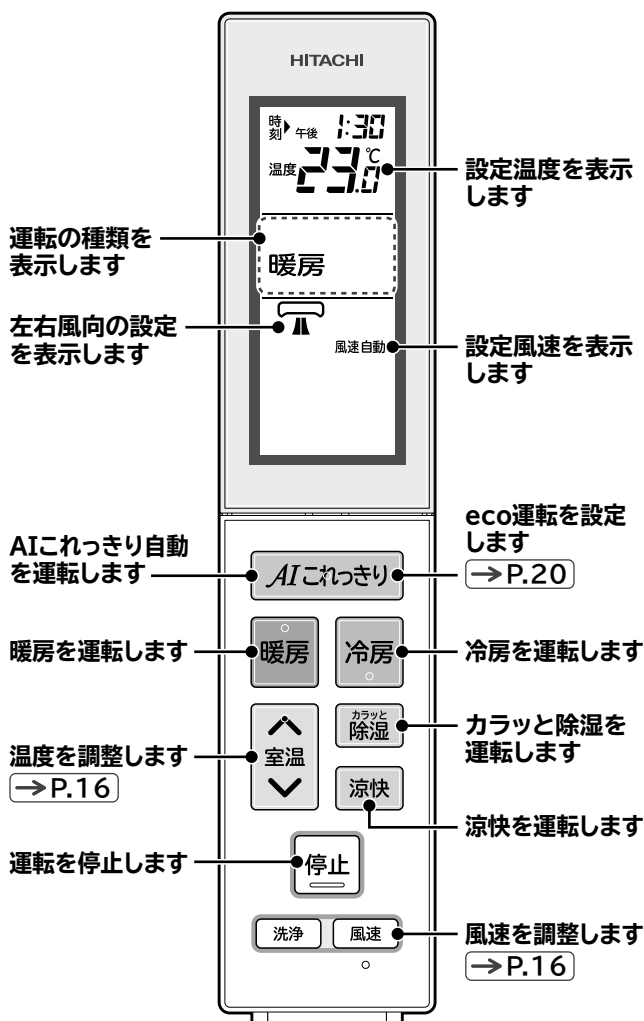 HITACHI
時刻 午後 1:30
温度 23.0℃
設定温度を表示
します
運転の種類を
表示します
暖房
左右風向の設定
を表示します
風速自動
設定風速を表示
します
eco運転を設定
します
→P.20
AIこれっきり自動
を運転します
AIこれっきり
暖房を運転します
暖房
冷房
冷房を運転します
カラッと
除湿
カラッと除湿を
運転します
温度を調整します
→P.16
室温
涼快
涼快を運転します
運転を停止します
停止
洗浄
風速
風速を調整します
→P.16